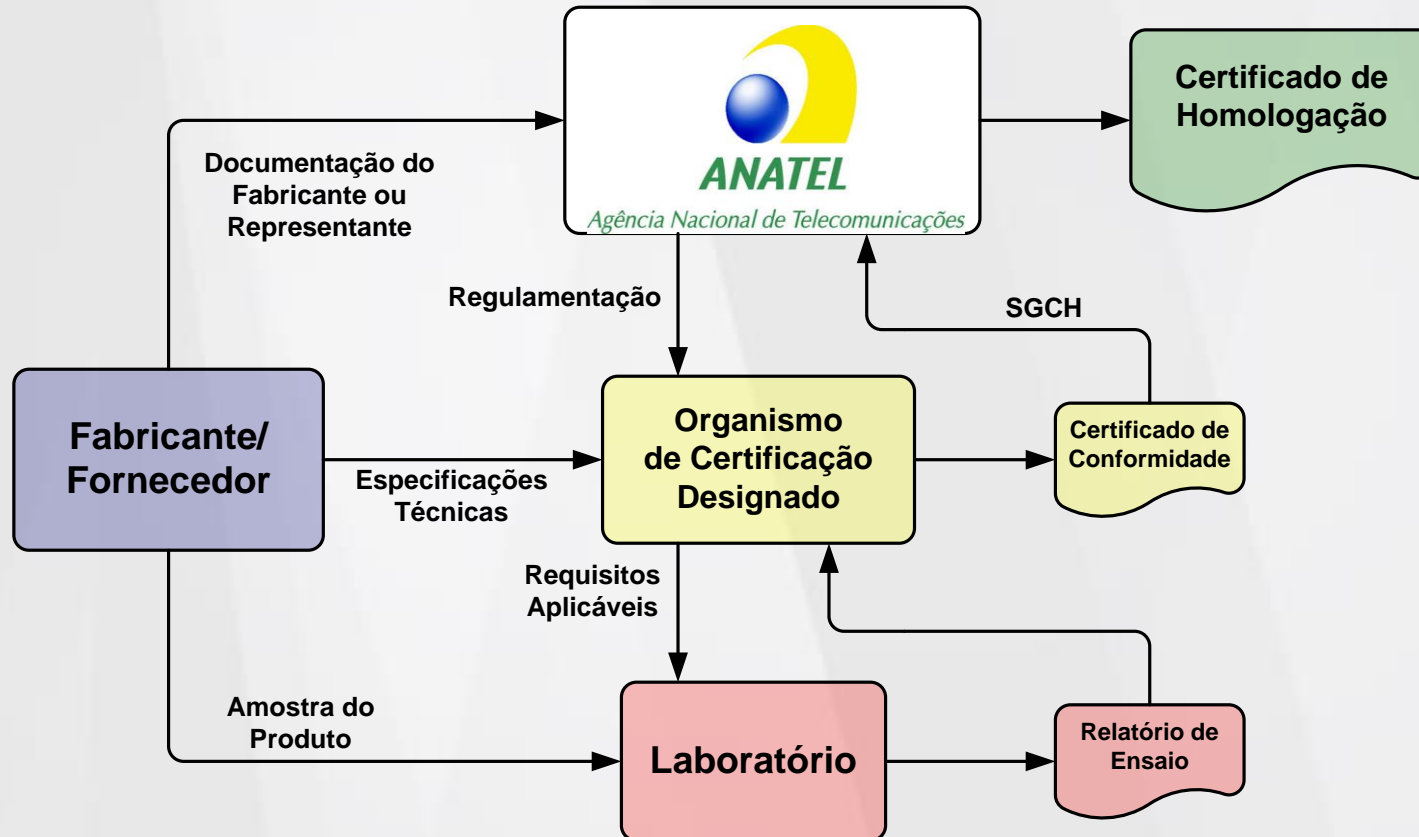 Certificado de
Homologação
Documentação do
Fabricante ou
Representante
ANATEL
Agência Nacional de Telecomunicações
Regulamentação
SGCH
Fabricante/
Fornecedor
Especificações
Técnicas
Organismo
de Certificação
Designado
Certificado de
Conformidade
Requisitos
Aplicáveis
Amostra do
Produto
Laboratório
Relatório de
Ensaio